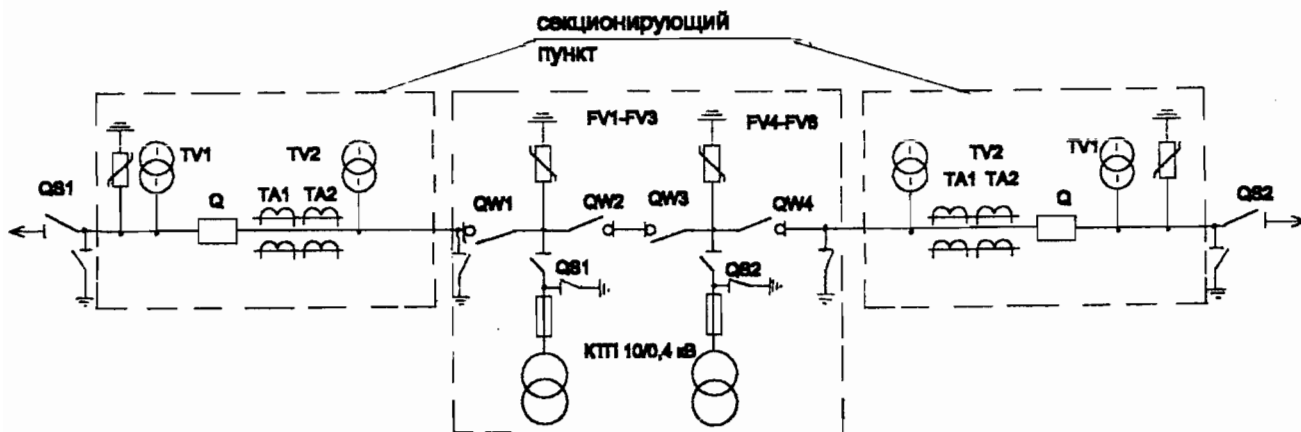 секционирующий
пункт
FV1-FV3
FV4-FV6
TV1
TV2
QS1
Q
TA1 TA2
QW1
QW2
QW3
QW4
TV2
TV1
TA1 TA2
Q
QS2
QS1
QS2
КТП 10/0,4 кВ